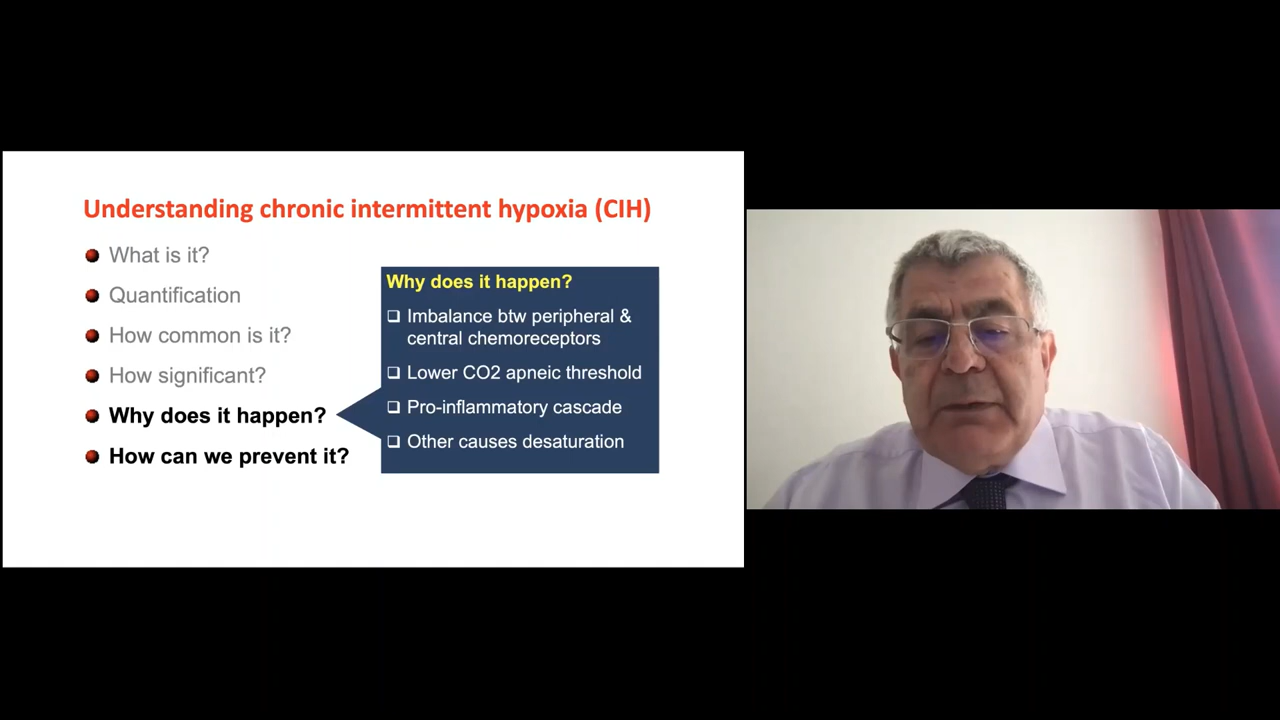 Understanding chronic intermittent hypoxia (CIH)
What is it?
Quantification
How common is it?
How significant?
Why does it happen?
How can we prevent it?
Why does it happen?
Imbalance btw peripheral &
central chemoreceptors
Lower CO2 apneic threshold
Pro-inflammatory cascade
Other causes desaturation